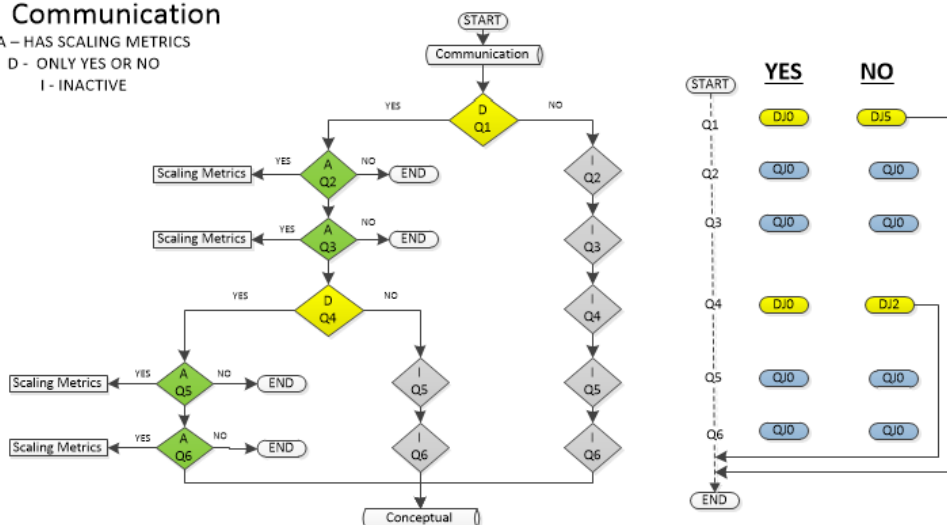 Communication
A – HAS SCALING METRICS
D - ONLY YES OR NO
I - INACTIVE
START
Communication
D
Q1
YES
NO
A
Q2
YES
NO
Scaling Metrics
END
I
Q2
A
Q3
YES
NO
Scaling Metrics
END
I
Q3
D
Q4
YES
NO
I
Q4
A
Q5
YES
NO
Scaling Metrics
END
I
Q5
I
Q5
A
Q6
YES
NO
Scaling Metrics
END
I
Q6
I
Q6
Conceptual
YES NO
START
Q1 DJ0 DJ5
Q2 QJ0 QJ0
Q3 QJ0 QJ0
Q4 DJ0 DJ2
Q5 QJ0 QJ0
Q6 QJ0 QJ0
END